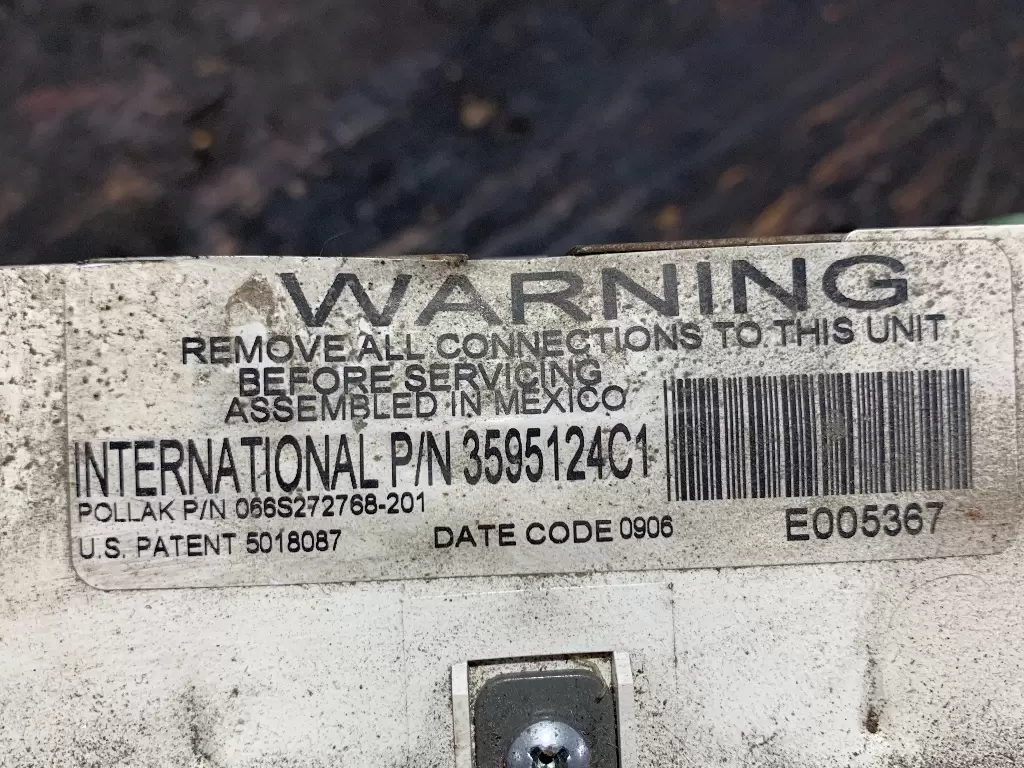 WARNING
REMOVE ALL CONNECTIONS TO THIS UNIT
BEFORE SERVICING
ASSEMBLED IN MEXICO
INTERNATIONAL P/N 3595124C1
POLLAK P/N 066S272768-201
U.S. PATENT 5018087 DATE CODE 0906
E005367